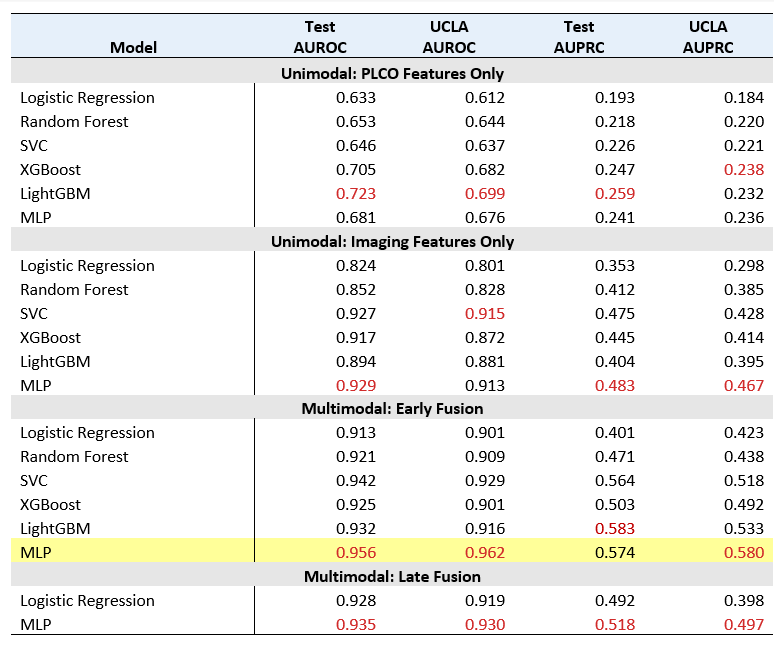 Model Test AUROC UCLA AUROC Test AUPRC UCLA AUPRC
Unimodal: PLCO Features Only
Logistic Regression 0.633 0.612 0.193 0.184
Random Forest 0.653 0.644 0.218 0.220
SVC 0.646 0.637 0.226 0.221
XGBoost 0.705 0.682 0.247 0.238
LightGBM 0.723 0.699 0.259 0.232
MLP 0.681 0.676 0.241 0.236
Unimodal: Imaging Features Only
Logistic Regression 0.824 0.801 0.353 0.298
Random Forest 0.852 0.828 0.412 0.385
SVC 0.927 0.915 0.475 0.428
XGBoost 0.917 0.872 0.445 0.414
LightGBM 0.894 0.881 0.404 0.395
MLP 0.929 0.913 0.483 0.467
Multimodal: Early Fusion
Logistic Regression 0.913 0.901 0.401 0.423
Random Forest 0.921 0.909 0.471 0.438
SVC 0.942 0.929 0.564 0.518
XGBoost 0.925 0.901 0.503 0.492
LightGBM 0.932 0.916 0.583 0.533
MLP 0.956 0.962 0.574 0.580
Multimodal: Late Fusion
Logistic Regression 0.928 0.919 0.492 0.398
MLP 0.935 0.930 0.518 0.497